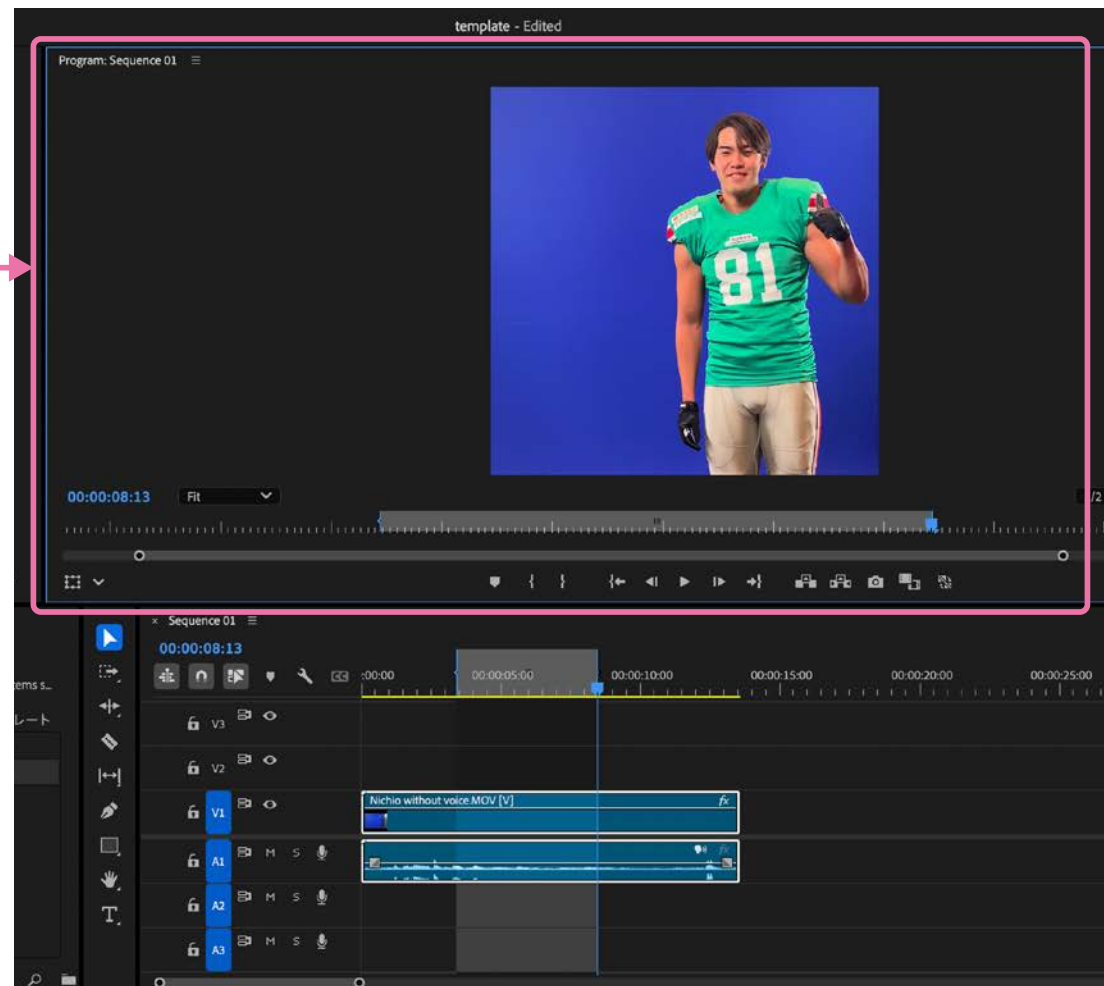 template - Edited
Program: Sequence 01
81
00:00:08:13
Fit
/2
× Sequence 01
00:00:08:13
:00:00
00:00:05:00
00:00:10:00
00:00:15:00
00:00:20:00
00:00:25:00
ems s...
レート
V3
V2
V1
Nichio without voice.MOV [V]
fx
A1
M
S
fx
A2
M
S
A3
M
S
T